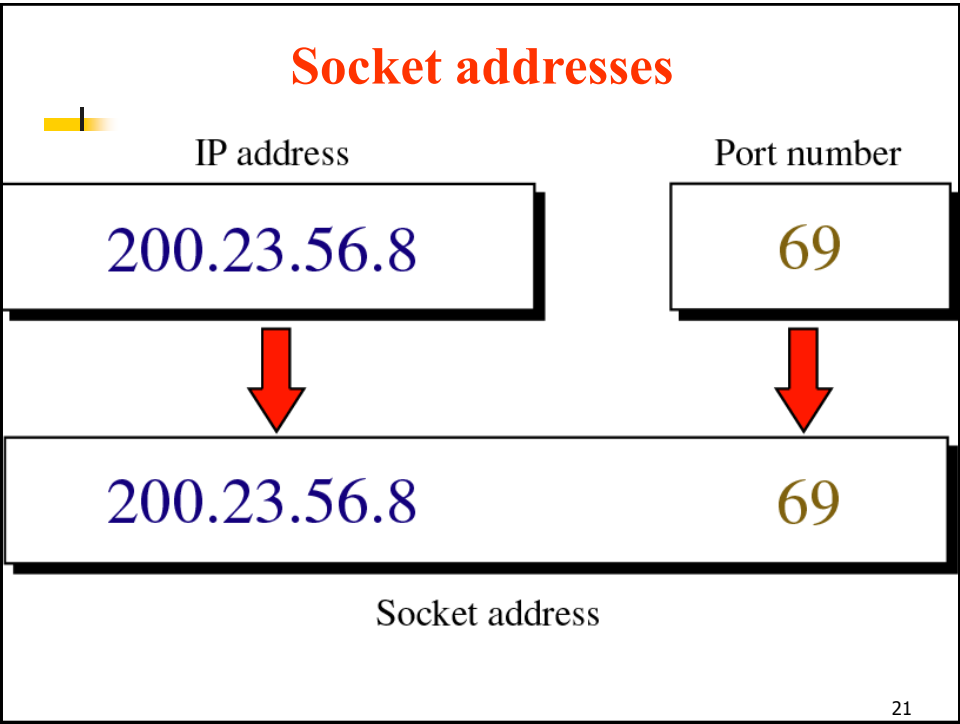 Socket addresses
IP address Port number
200.23.56.8 69
200.23.56.8 69
Socket address
21